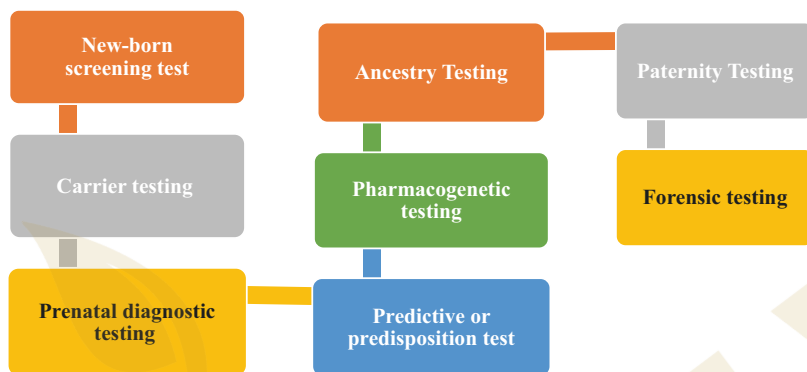 New-born
screening test
Carrier testing
Prenatal diagnostic
testing
Predictive or
predisposition test
Pharmacogenetic
testing
Ancestry Testing
Paternity Testing
Forensic testing